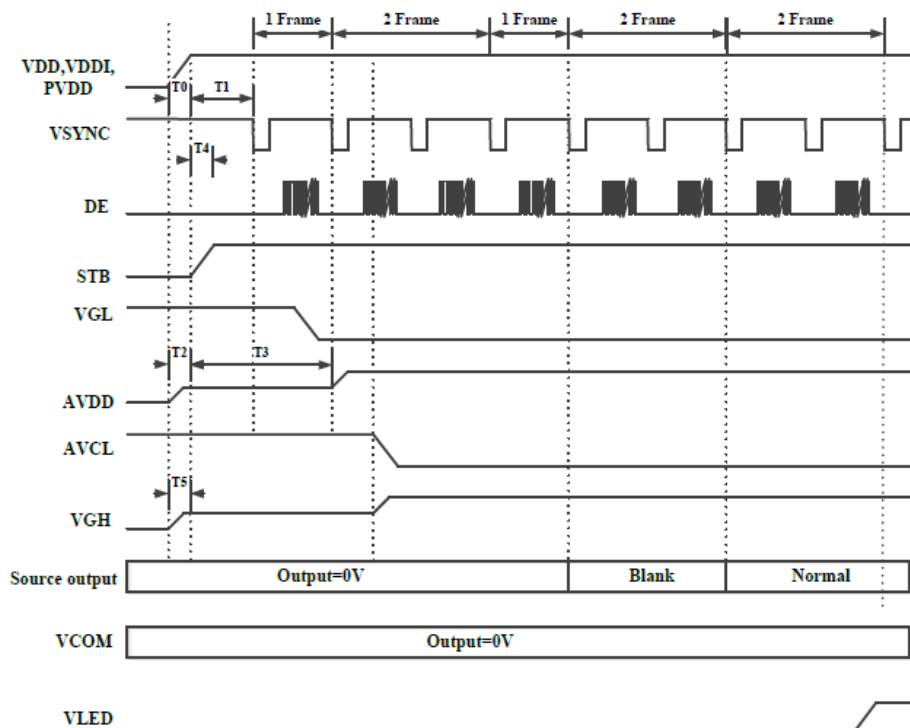 1 Frame 2 Frame 1 Frame 2 Frame 2 Frame
VDD,VDDI,
PVDD
T0 T1
VSYNC
T4
DE
STB
VGL
T2 T3
AVDD
AVCL
T5
VGH
Source output Output=0V Blank Normal
VCOM Output=0V
VLED